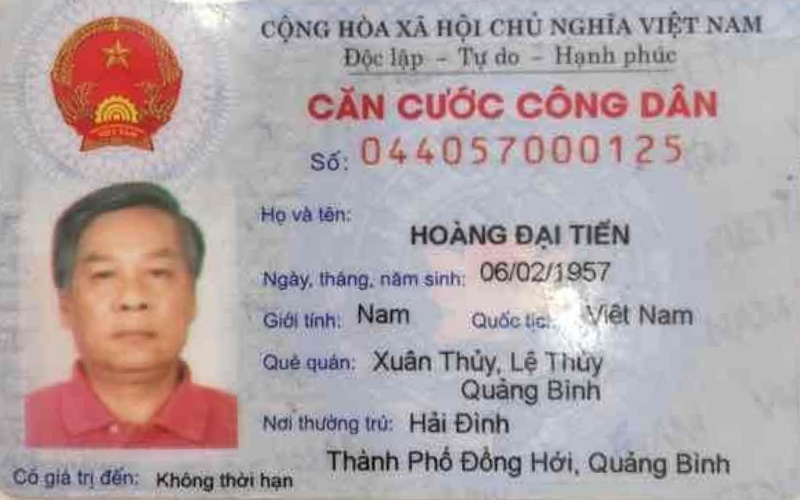 CỘNG HÒA XÃ HỘI CHỦ NGHĨA VIỆT NAM
Độc lập - Tự do - Hạnh phúc
CĂN CƯỚC CÔNG DÂN
Số: 044057000125
Họ và tên:
HOÀNG ĐẠI TIẾN
Ngày, tháng, năm sinh: 06/02/1957
Giới tính: Nam Quốc tịch: Việt Nam
Quê quán: Xuân Thủy, Lệ Thủy
Quảng Bình
Nơi thường trú: Hải Đình
Thành Phố Đồng Hới, Quảng Bình
Có giá trị đến: Không thời hạn
VIỆT NAM